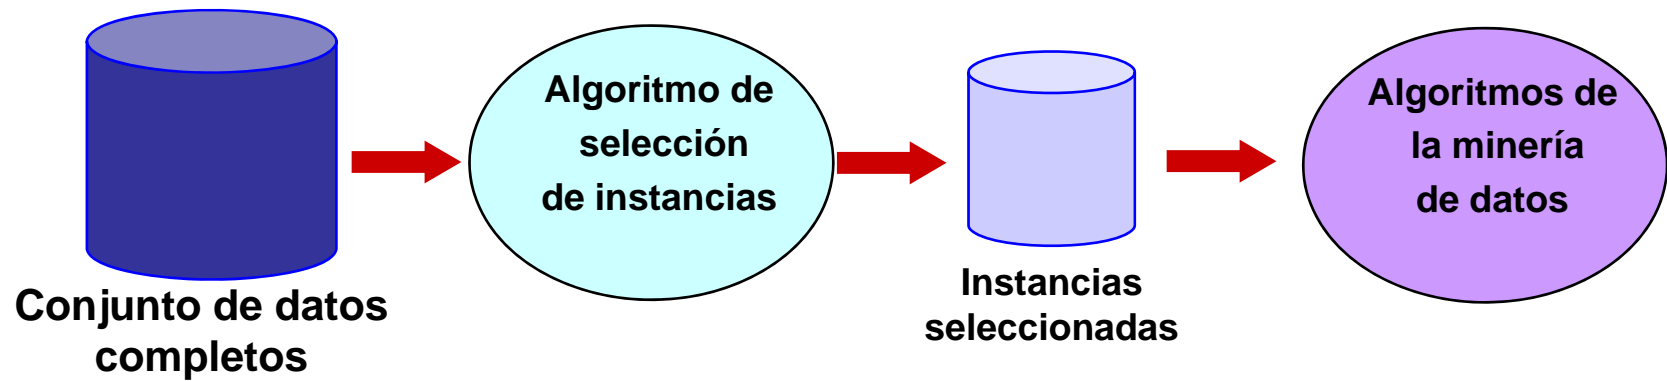 Conjunto de datos
completos
Algoritmo de
selección
de instancias
Instancias
seleccionadas
Algoritmos de
la minería
de datos